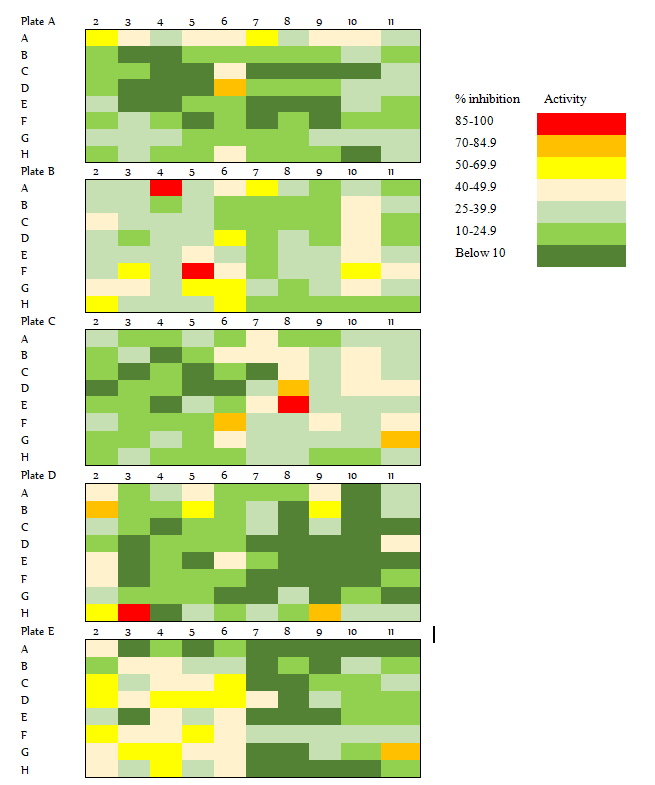 Plate A 2 3 4 5 6 7 8 9 10 11
A
B
C
D
E
F
G
H
Plate B 2 3 4 5 6 7 8 9 10 11
A
B
C
D
E
F
G
H
Plate C 2 3 4 5 6 7 8 9 10 11
A
B
C
D
E
F
G
H
Plate D 2 3 4 5 6 7 8 9 10 11
A
B
C
D
E
F
G
H
Plate E 2 3 4 5 6 7 8 9 10 11
A
B
C
D
E
F
G
H
% inhibition Activity
85-100
70-84.9
50-69.9
40-49.9
25-39.9
10-24.9
Below 10